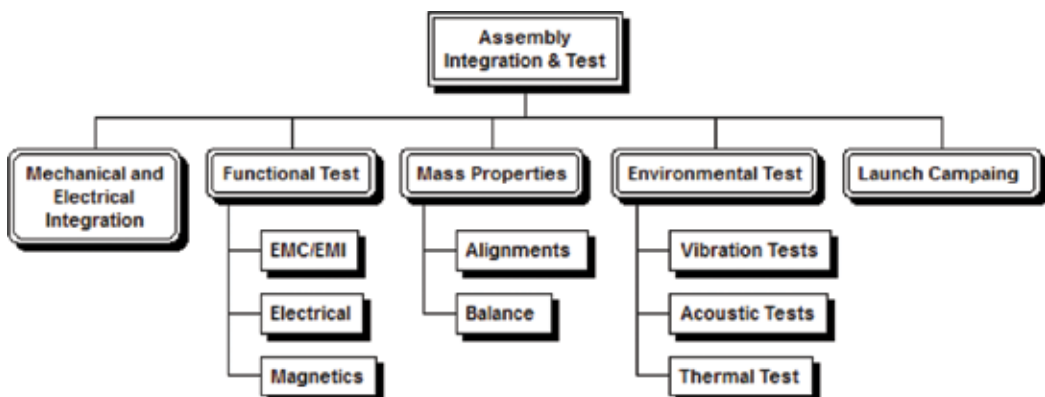 Assembly
Integration & Test
Mechanical and
Electrical
Integration
Functional Test
Mass Properties
Environmental Test
Launch Campaing
EMC/EMI
Alignments
Vibration Tests
Electrical
Balance
Acoustic Tests
Magnetics
Thermal Test